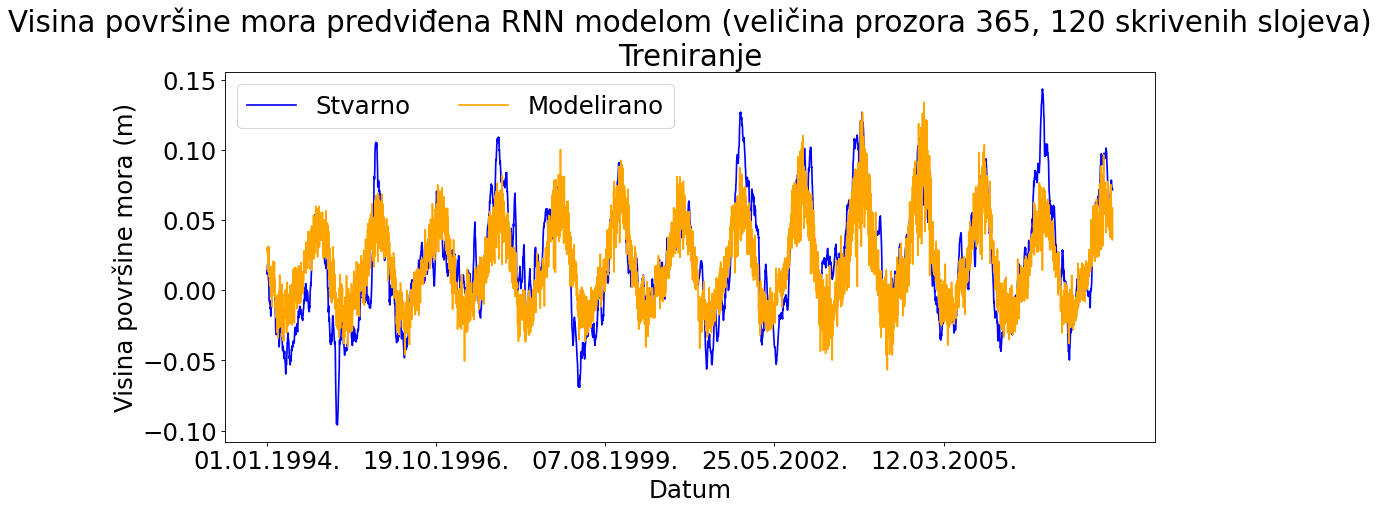 Visina površine mora predviđena RNN modelom (veličina prozora 365, 120 skrivenih slojeva)
Treniranje
Stvarno Modelirano
Visina površine mora (m)
0.15
0.10
0.05
0.00
−0.05
−0.10
01.01.1994. 19.10.1996. 07.08.1999. 25.05.2002. 12.03.2005.
Datum